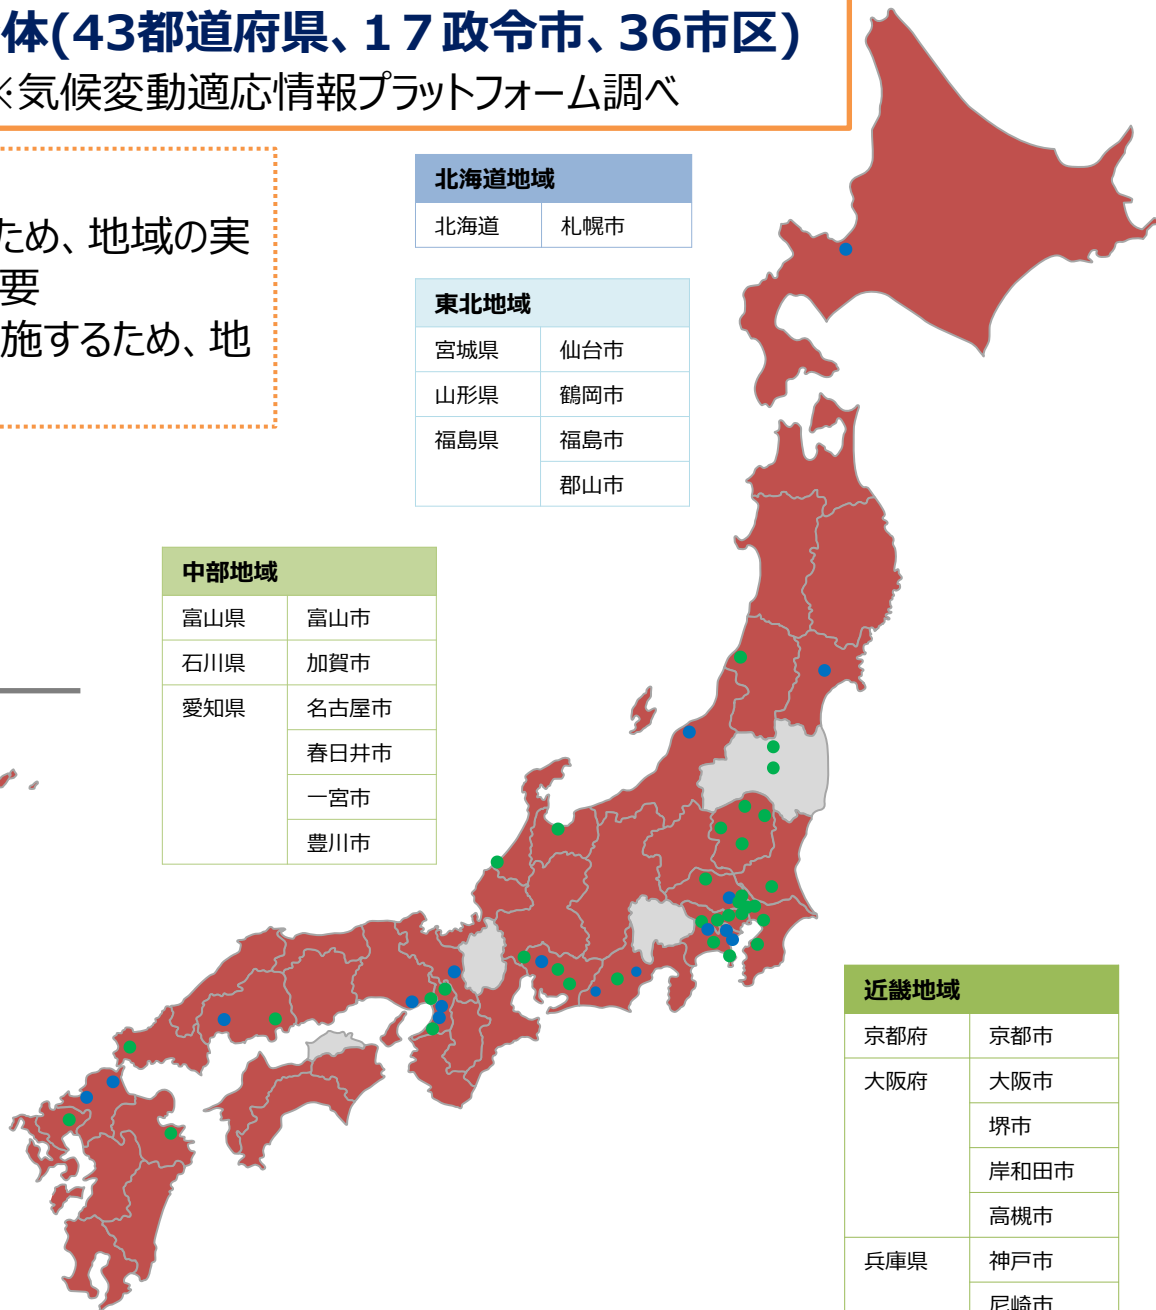 体(43都道府県、１７政令市、36市区)
※気候変動適応情報プラットフォーム調べ
ため、地域の実
要
施するため、地
北海道地域
北海道 札幌市
東北地域
宮城県 仙台市
山形県 鶴岡市
福島県 福島市
郡山市
中部地域
富山県 富山市
石川県 加賀市
愛知県 名古屋市
春日井市
一宮市
豊川市
近畿地域
京都府 京都市
大阪府 大阪市
堺市
岸和田市
高槻市
兵庫県 神戸市
尼崎市